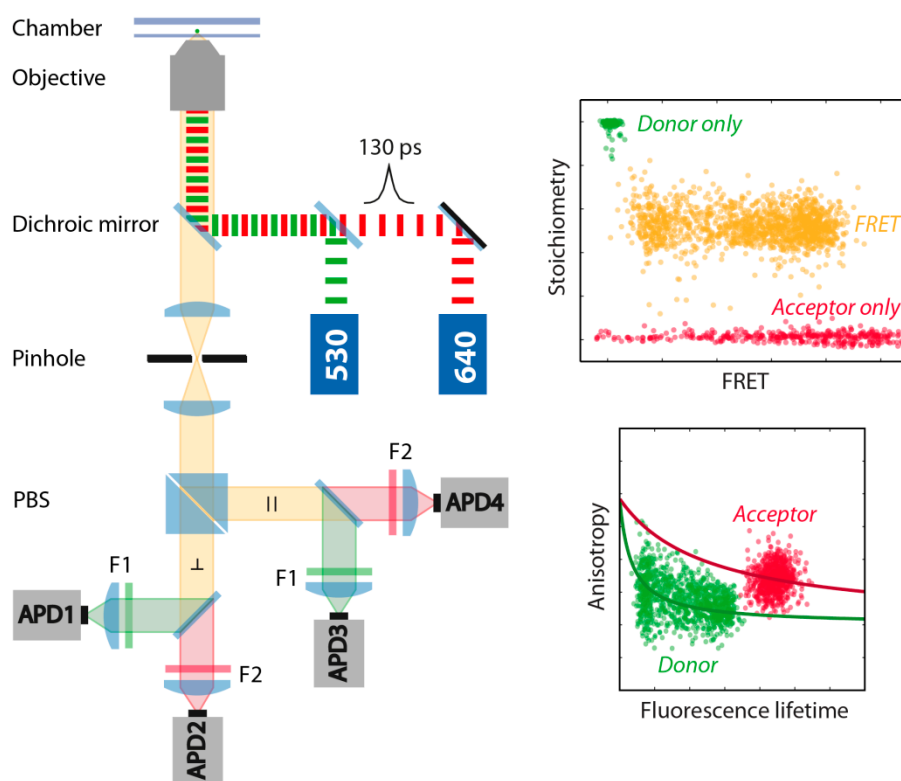 Chamber
Objective
130 ps
Dichroic mirror
530
640
Pinhole
PBS
||
F2
APD4
⊥
F1
F1
APD1
APD3
F2
APD2
Donor only
Stoichiometry
FRET
Acceptor only
FRET
Anisotropy
Acceptor
Donor
Fluorescence lifetime